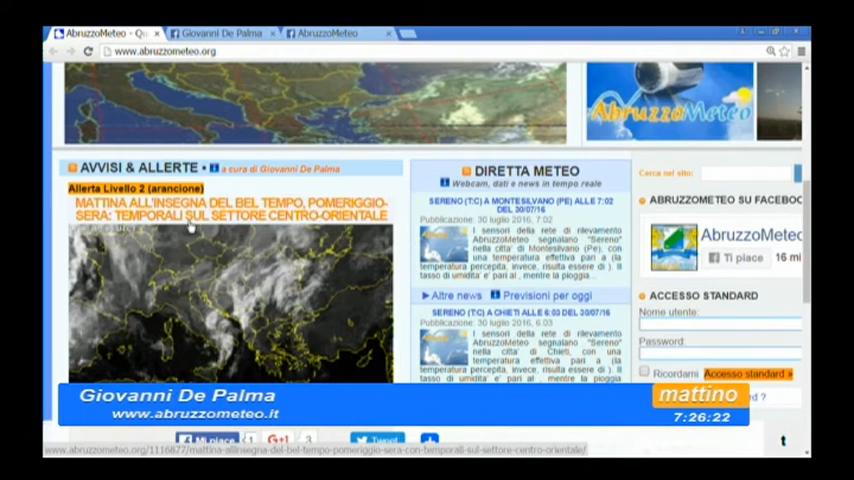 AbruzzoMeteo - Qu
Giovanni De Palma
AbruzzoMeteo
www.abruzzometeo.org
AbruzzoMeteo
AVVISI & ALLERTE • a cura di Giovanni De Palma
Allerta Livello 2 (arancione)
MATTINA ALL'INSEGNA DEL BEL TEMPO, POMERIGGIO-
SERA: TEMPORALI SUL SETTORE CENTRO-ORIENTALE
DIRETTA METEO
Webcam, dati e news in tempo reale
SERENO (T:C) A MONTESILVANO (PE) ALLE 7:02
DEL 30/07/16
Pubblicazione: 30 luglio 2016, 7:02
I sensori della rete di rilevamento
AbruzzoMeteo segnalano "Sereno"
nella citta' di Montesilvano (Pe), con
una temperatura effettiva pari a (la
temperatura percepita, invece, risulta essere di ). Il
tasso di umidita' e' pari al , mentre la pioggia
Altre news
Previsioni per oggi
SERENO (T:C) A CHIETI ALLE 6:03 DEL 30/07/16
Pubblicazione: 30 luglio 2016, 6:03
I sensori della rete di rilevamento
AbruzzoMeteo segnalano "Sereno"
nella citta' di Chieti, con una
temperatura effettiva pari a (la
temperatura percepita, invece, risulta essere di ). Il
tasso di umidita' e' pari al , mentre la pioggia
Cerca nel sito:
ABRUZZOMETEO SU FACEBO
AbruzzoMeteo
Ti piace
16 mi
ACCESSO STANDARD
Nome utente:
Password:
Ricordami
Accesso standard »
Giovanni De Palma
www.abruzzometeo.it
mattino
7:26:22
Mi piace
1
G+1
3
Tweet
t
www.abruzzometeo.org/1116877/mattina-allinsegna-del-bel-tempo-pomeriggio-sera-con-temporali-sul-settore-centro-orientale/